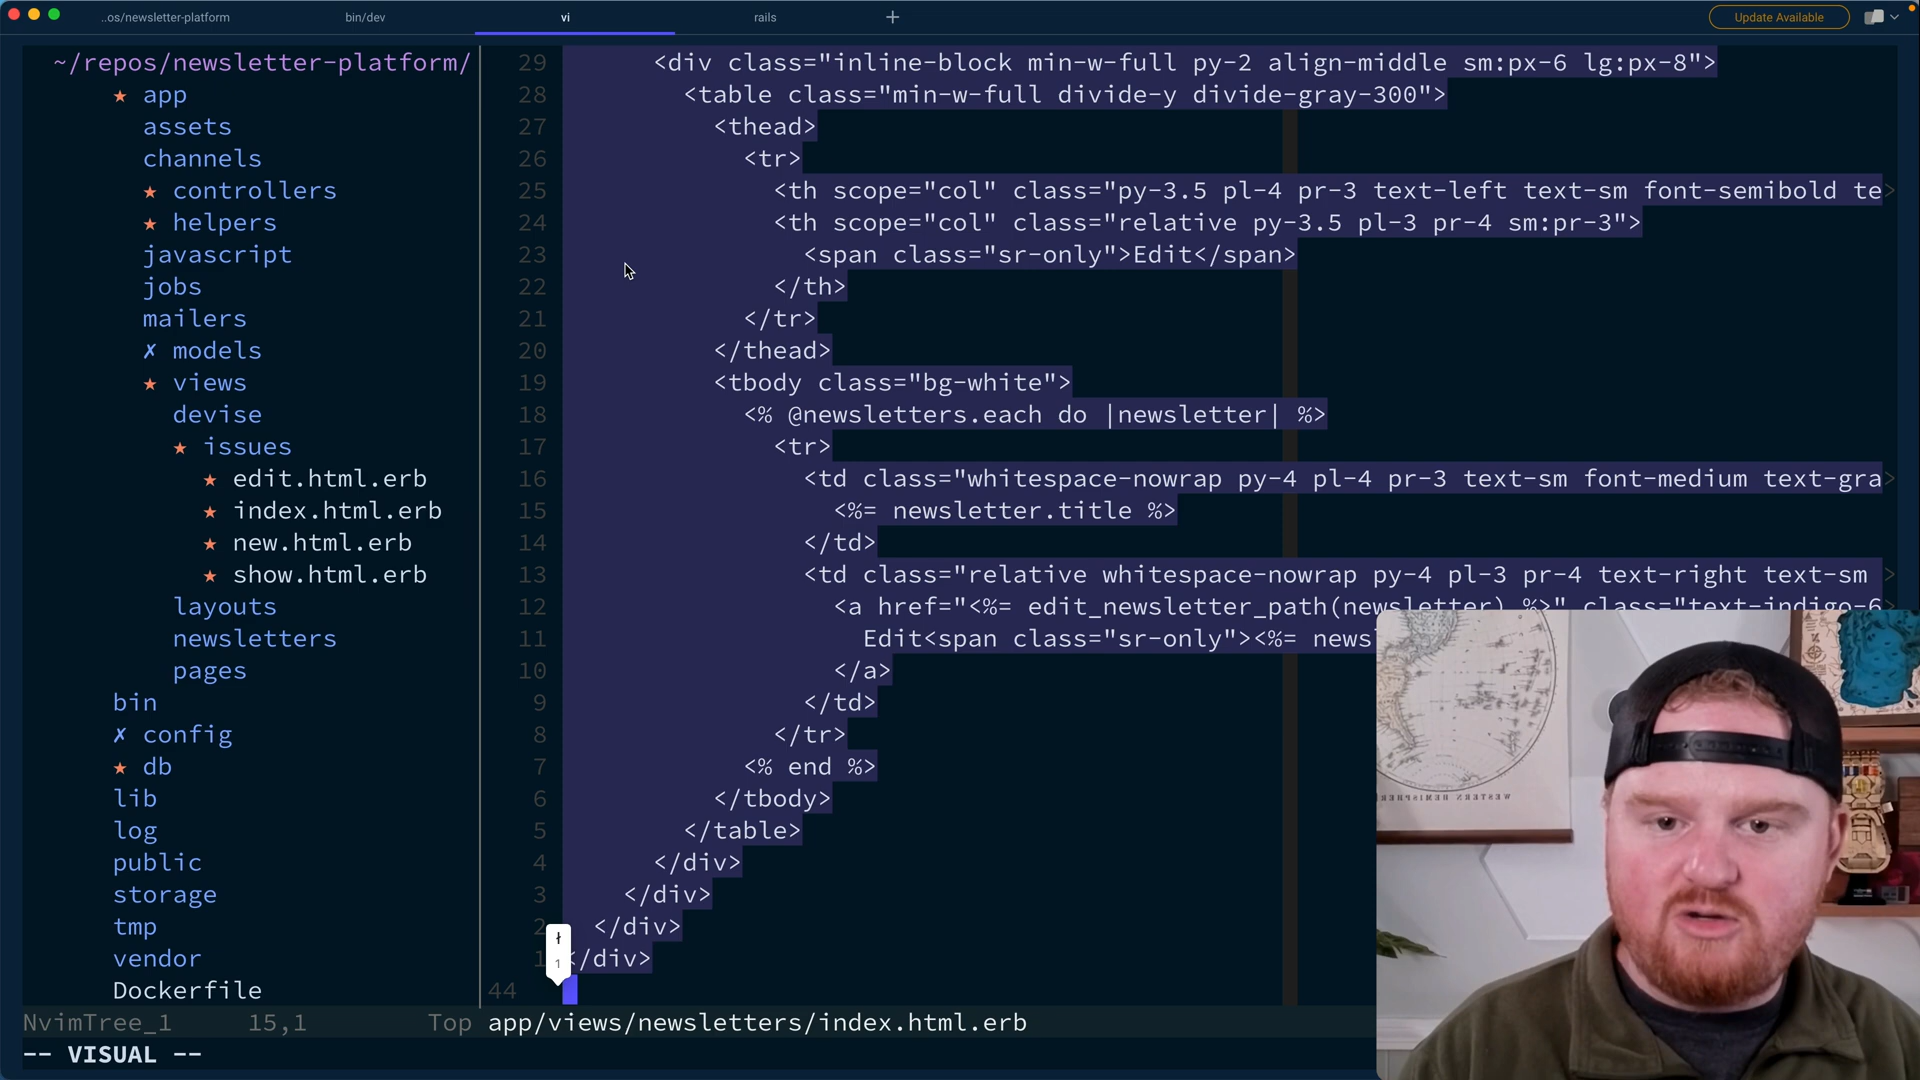 ..os/newsletter-platform
bin/dev
vi
rails
Update Available
~/repos/newsletter-platform/
★ app
assets
channels
★ controllers
★ helpers
javascript
jobs
mailers
✗ models
★ views
devise
★ issues
★ edit.html.erb
★ index.html.erb
★ new.html.erb
★ show.html.erb
layouts
newsletters
pages
bin
✗ config
★ db
lib
log
public
storage
tmp
vendor
Dockerfile
29 <div class="inline-block min-w-full py-2 align-middle sm:px-6 lg:px-8">
28 <table class="min-w-full divide-y divide-gray-300">
27 <thead>
26 <tr>
25 <th scope="col" class="py-3.5 pl-4 pr-3 text-left text-sm font-semibold te>
24 <th scope="col" class="relative py-3.5 pl-3 pr-4 sm:pr-3">
23 <span class="sr-only">Edit</span>
22 </th>
21 </tr>
20 </thead>
19 <tbody class="bg-white">
18 <% @newsletters.each do |newsletter| %>
17 <tr>
16 <td class="whitespace-nowrap py-4 pl-4 pr-3 text-sm font-medium text-gra>
15 <%= newsletter.title %>
14 </td>
13 <td class="relative whitespace-nowrap py-4 pl-3 pr-4 text-right text-sm >
12 <a href="<%= edit_newsletter_path(newsletter) %>" class="text-indigo-6
11 Edit<span class="sr-only"><%= news
10 </a>
9 </td>
8 </tr>
7 <% end %>
6 </tbody>
5 </table>
4 </div>
3 </div>
2 </div>
1 </div>
44
ł
1
NvimTree_1 15,1 Top app/views/newsletters/index.html.erb
-- VISUAL --